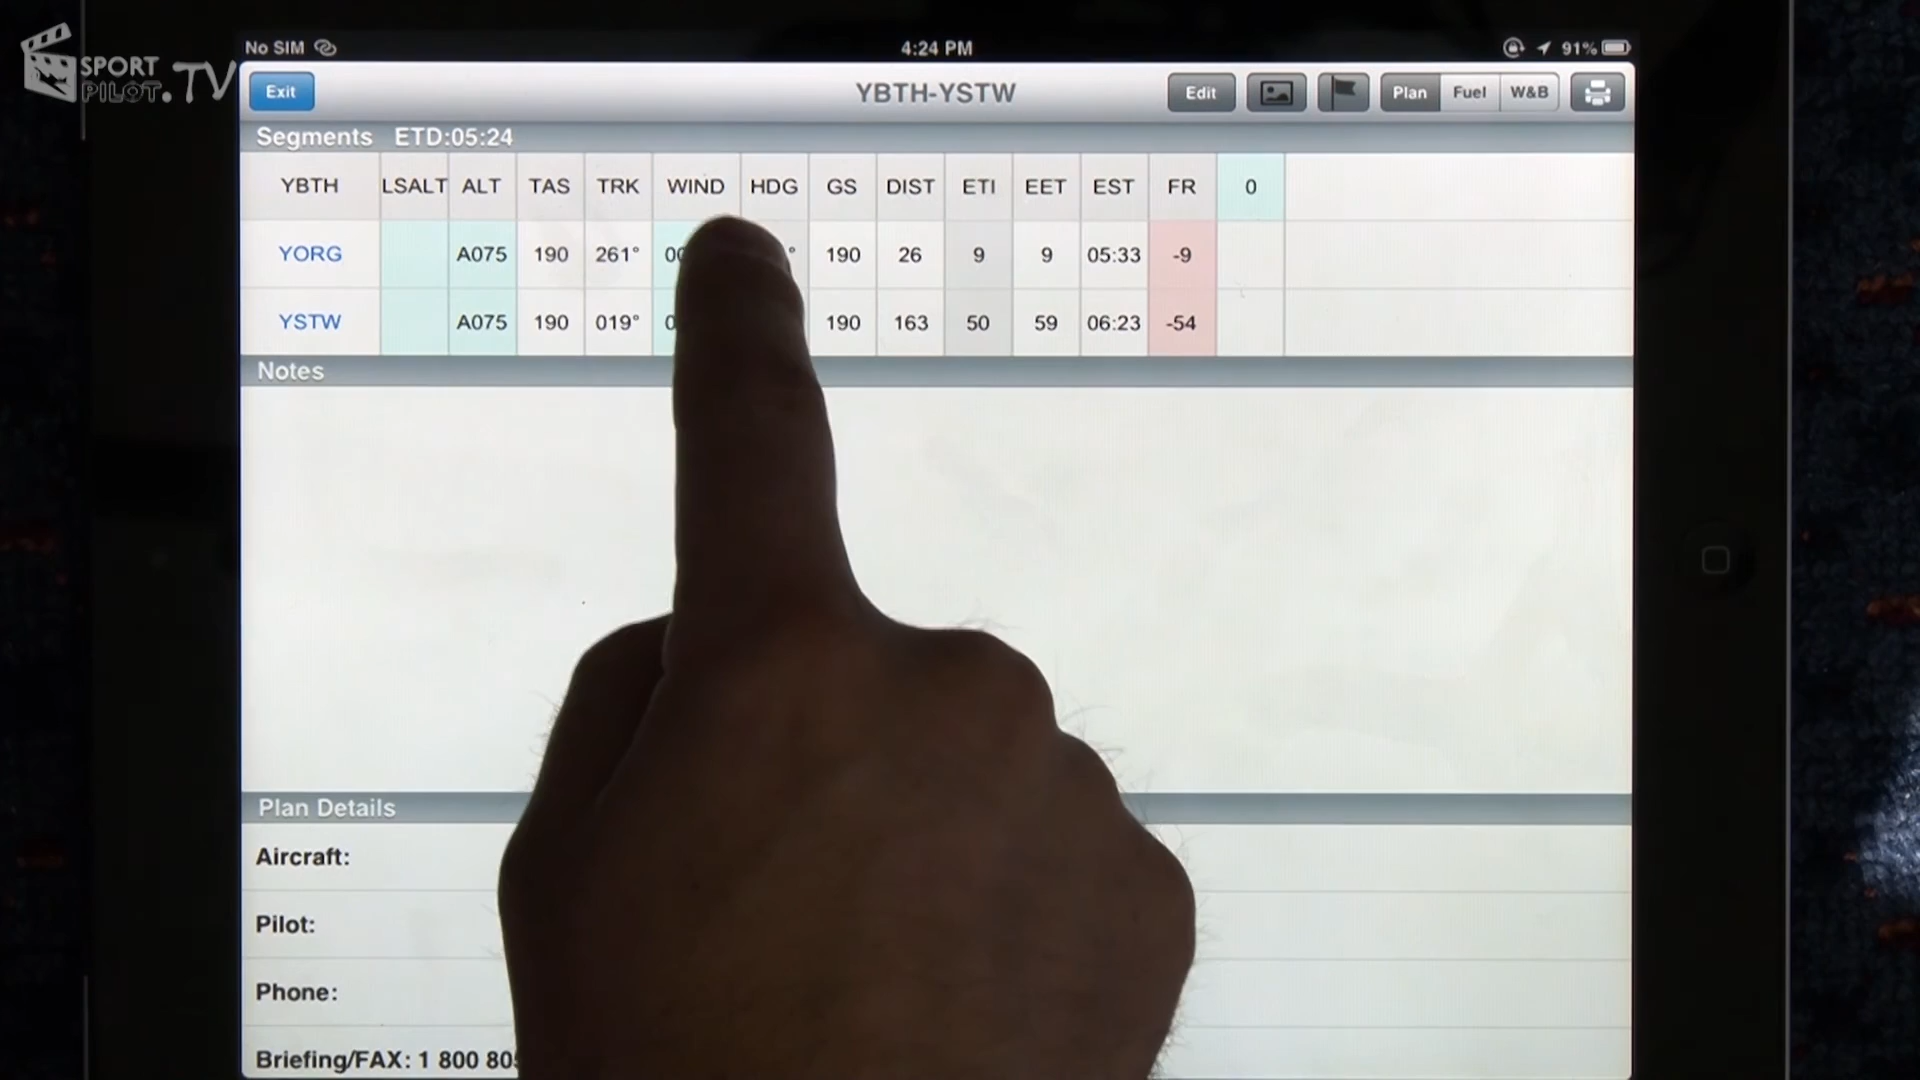 SPORT PILOT.TV
No SIM 4:24 PM 91%
Exit YBTH-YSTW Edit Plan Fuel W&B
Segments ETD:05:24
YBTH LSALT ALT TAS TRK WIND HDG GS DIST ETI EET EST FR 0
YORG A075 190 261° 190 26 9 9 05:33 -9
YSTW A075 190 019° 190 163 50 59 06:23 -54
Notes
Plan Details
Aircraft:
Pilot:
Phone:
Briefing/FAX: 1 800